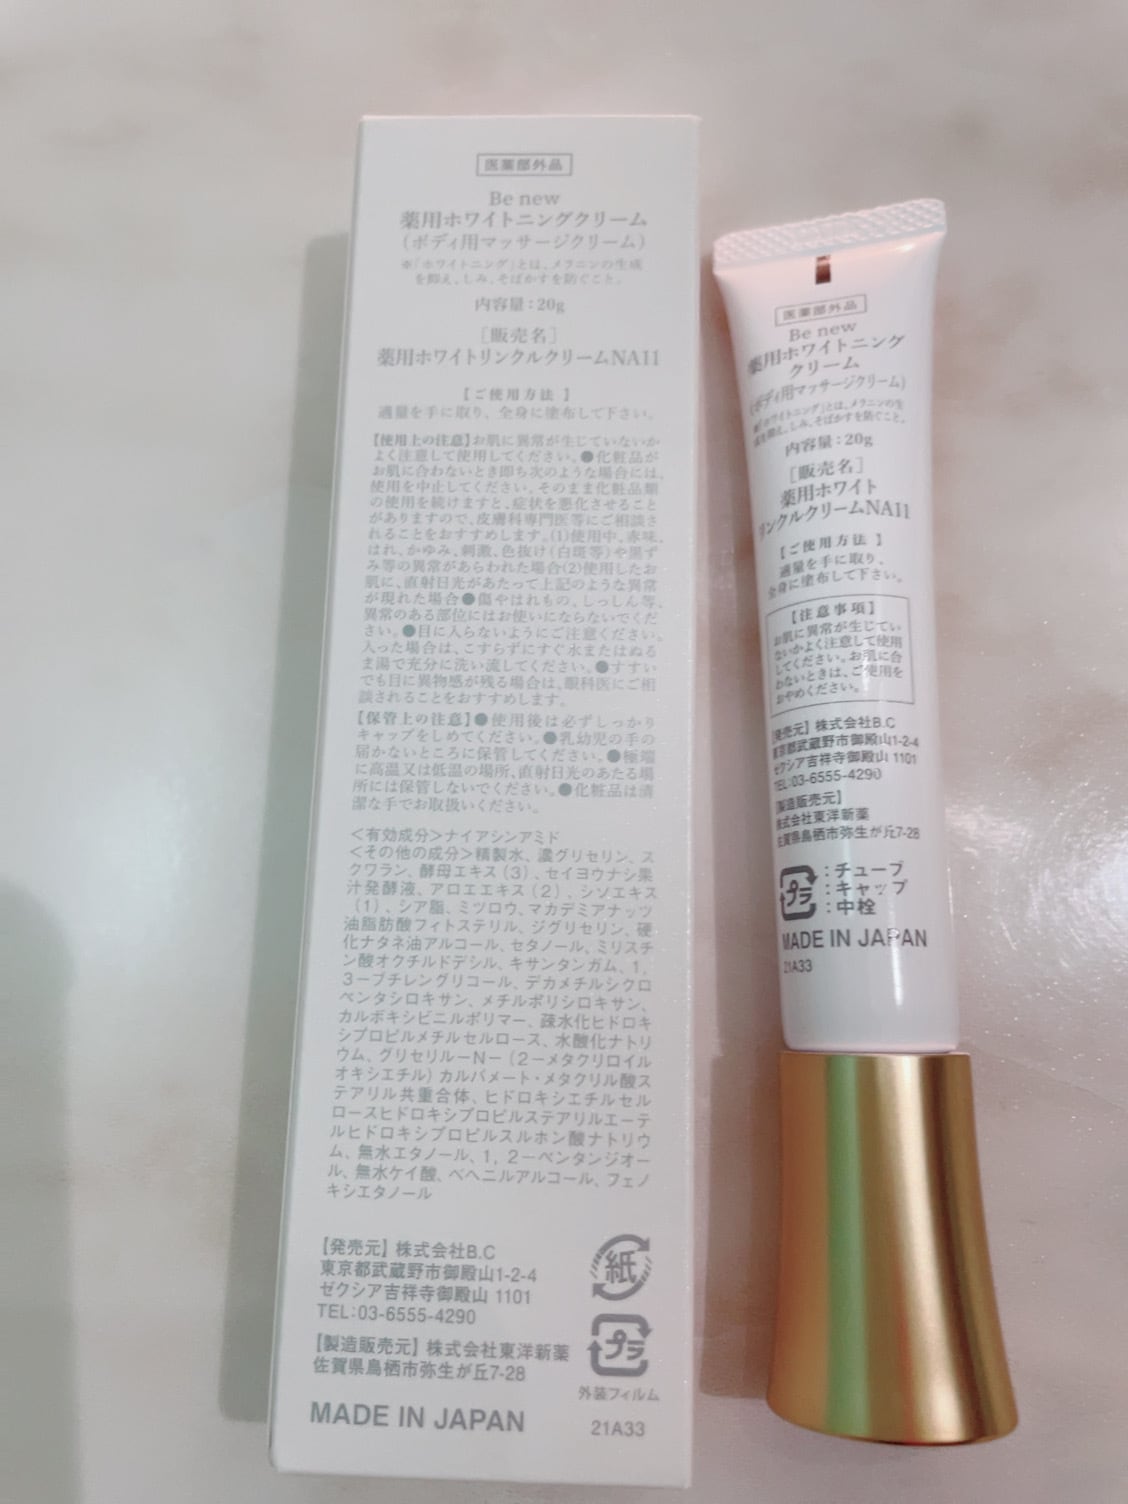 医薬部外品
Be new
薬用ホワイトニングクリーム
(ボディ用マッサージクリーム)
※「ホワイトニング」とは、メラニンの生成
を抑え、しみ、そばかすを防ぐこと。
内容量:20g
[販売名]
薬用ホワイトリンクルクリームNAI1
【ご使用方法】
適量を手に取り、全身に塗布して下さい。
【使用上の注意】お肌に異常が生じていないか
よく注意して使用してください。●化粧品が
お肌に合わないとき即ち次のような場合には、
使用を中止してください。そのまま化粧品類
の使用を続けますと、症状を悪化させること
がありますので、皮膚科専門医等にご相談さ
れることをおすすめします。(1)使用中、赤味、
はれ、かゆみ、刺激、色抜け(白斑等)や黒ず
み等の異常があらわれた場合(2)使用したお
肌に、直射日光があたって上記のような異常
が現れた場合●傷やはれもの、しっしん等、
異常のある部位にはお使いにならないでくだ
さい。●目に入らないようにご注意ください。
入った場合は、こすらずにすぐ水またはぬる
ま湯で充分に洗い流してください。●すすい
でも目に異物感が残る場合は、眼科医にご相
談されることをおすすめします。
【保管上の注意】●使用後は必ずしっかり
キャップをしめてください。●乳幼児の手の
届かないところに保管してください。●極端
に高温又は低温の場所、直射日光のあたる場
所には保管しないでください。●化粧品は清
潔な手でお取扱いください。
<有効成分>ナイアシンアミド
<その他の成分>精製水、濃グリセリン、ス
クワラン、酵母エキス(3)、セイヨウナシ果
汁発酵液、アロエエキス(2)、シソエキス
(1)、シア脂、ミツロウ、マカデミアナッツ
油脂肪酸フィトステリル、ジグリセリン、硬
化ナタネ油アルコール、セタノール、ミリスチ
ン酸オクチルドデシル、キサンタンガム、1,
3-ブチレングリコール、デカメチルシクロ
ペンタシロキサン、メチルポリシロキサン、
カルボキシビニルポリマー、疎水化ヒドロキ
シプロピルメチルセルロース、水酸化ナトリ
ウム、グリセリル-N-(2-メタクリロイル
オキシエチル)カルバメート・メタクリル酸ス
テアリル共重合体、ヒドロキシエチルセル
ロースヒドロキシプロピルステアリルエーテ
ルヒドロキシプロピルスルホン酸ナトリウ
ム、無水エタノール、1,2-ペンタンジオー
ル、無水ケイ酸、ベヘニルアルコール、フェノ
キシエタノール
【発売元】株式会社B.C
東京都武蔵野市御殿山1-2-4
ゼクシア吉祥寺御殿山 1101
TEL:03-6555-4290
【製造販売元】株式会社東洋新薬
佐賀県鳥栖市弥生が丘7-28
MADE IN JAPAN
紙
プラ
外装フィルム
21A33
医薬部外品
Be new
薬用ホワイトニング
クリーム
(ボディ用マッサージクリーム)
※「ホワイトニング」とは、メラニンの生
成を抑え、しみ、そばかすを防ぐこと。
内容量:20g
[販売名]
薬用ホワイト
リンクルクリームNAI1
【ご使用方法】
適量を手に取り、
全身に塗布して下さい。
【注意事項】
お肌に異常が生じてい
ないかよく注意して使用
してください。お肌に合
わないときは、ご使用を
おやめください。
【発売元】株式会社B.C
東京都武蔵野市御殿山1-2-4
ゼクシア吉祥寺御殿山 1101
TEL:03-6555-4290
【製造販売元】
株式会社東洋新薬
佐賀県鳥栖市弥生が丘7-28
プラ
:チューブ
:キャップ
:中栓
MADE IN JAPAN
21A33